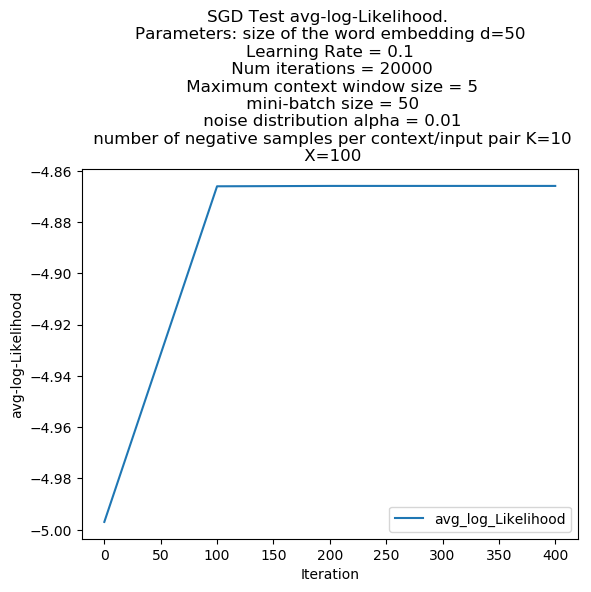 SGD Test avg-log-Likelihood.
Parameters: size of the word embedding d=50
Learning Rate = 0.1
Num iterations = 20000
Maximum context window size = 5
mini-batch size = 50
noise distribution alpha = 0.01
number of negative samples per context/input pair K=10
X=100
−4.86
−4.88
−4.90
−4.92
−4.94
−4.96
−4.98
−5.00
avg-log-Likelihood
avg_log_Likelihood
0 50 100 150 200 250 300 350 400
Iteration